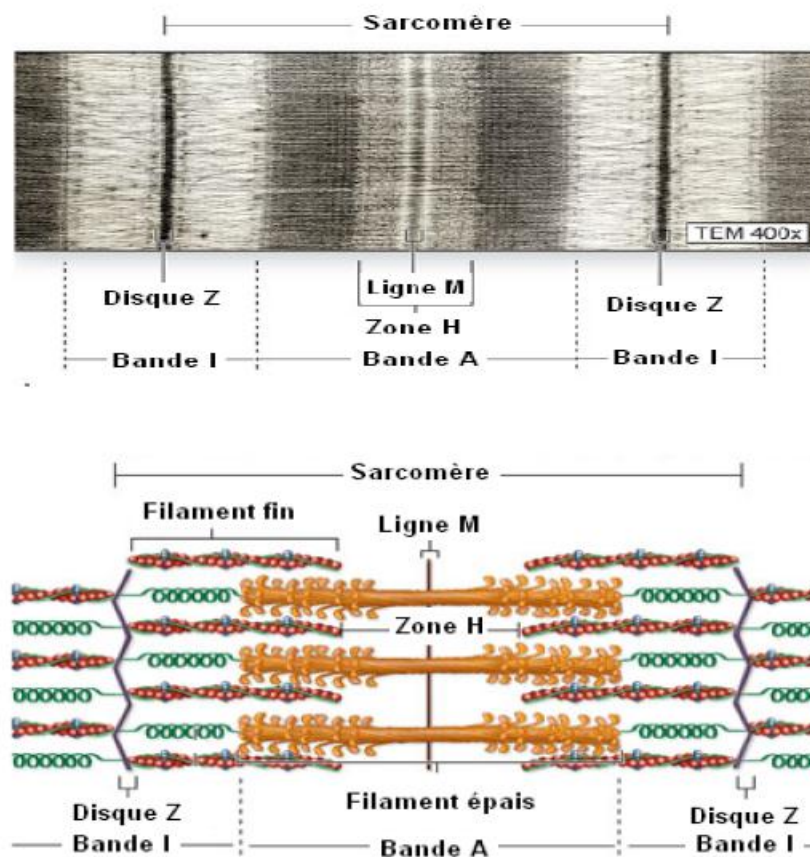 Sarcomère
TEM 400x
Disque Z
Ligne M
Disque Z
Zone H
Bande I
Bande A
Bande I
Sarcomère
Filament fin
Ligne M
Zone H
Disque Z
Filament épais
Disque Z
Bande I
Bande A
Bande I